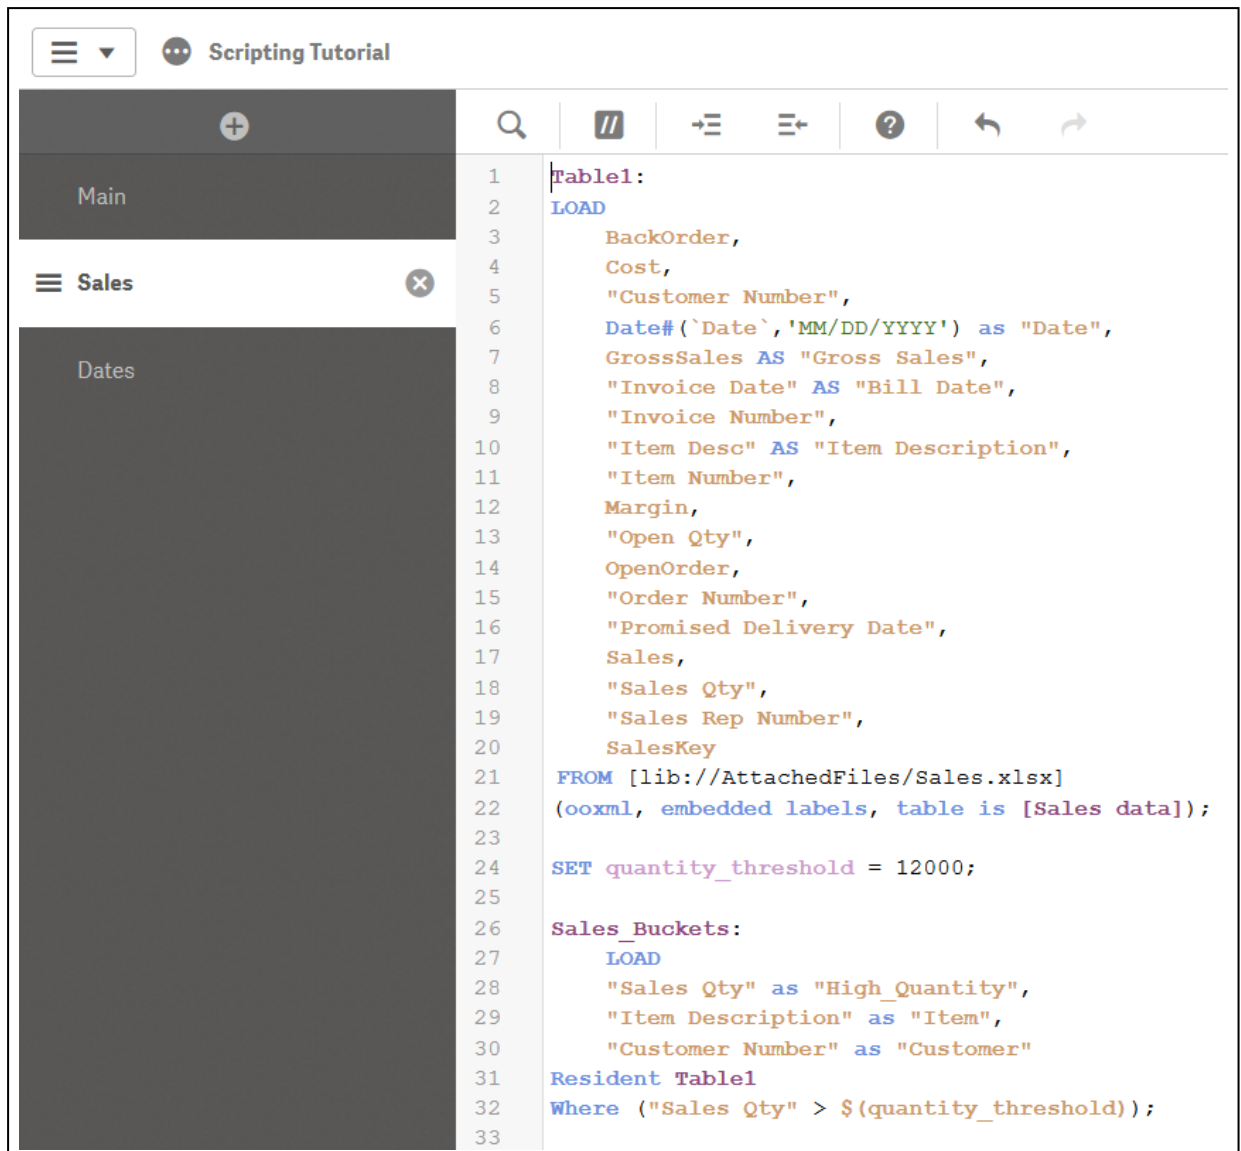 Scripting Tutorial
Main
Sales
Dates
1 Table1:
2 LOAD
3 BackOrder,
4 Cost,
5 "Customer Number",
6 Date#(`Date`,'MM/DD/YYYY') as "Date",
7 GrossSales AS "Gross Sales",
8 "Invoice Date" AS "Bill Date",
9 "Invoice Number",
10 "Item Desc" AS "Item Description",
11 "Item Number",
12 Margin,
13 "Open Qty",
14 OpenOrder,
15 "Order Number",
16 "Promised Delivery Date",
17 Sales,
18 "Sales Qty",
19 "Sales Rep Number",
20 SalesKey
21 FROM [lib://AttachedFiles/Sales.xlsx]
22 (ooxml, embedded labels, table is [Sales data]);
23
24 SET quantity_threshold = 12000;
25
26 Sales_Buckets:
27 LOAD
28 "Sales Qty" as "High_Quantity",
29 "Item Description" as "Item",
30 "Customer Number" as "Customer"
31 Resident Table1
32 Where ("Sales Qty" > $(quantity_threshold));
33